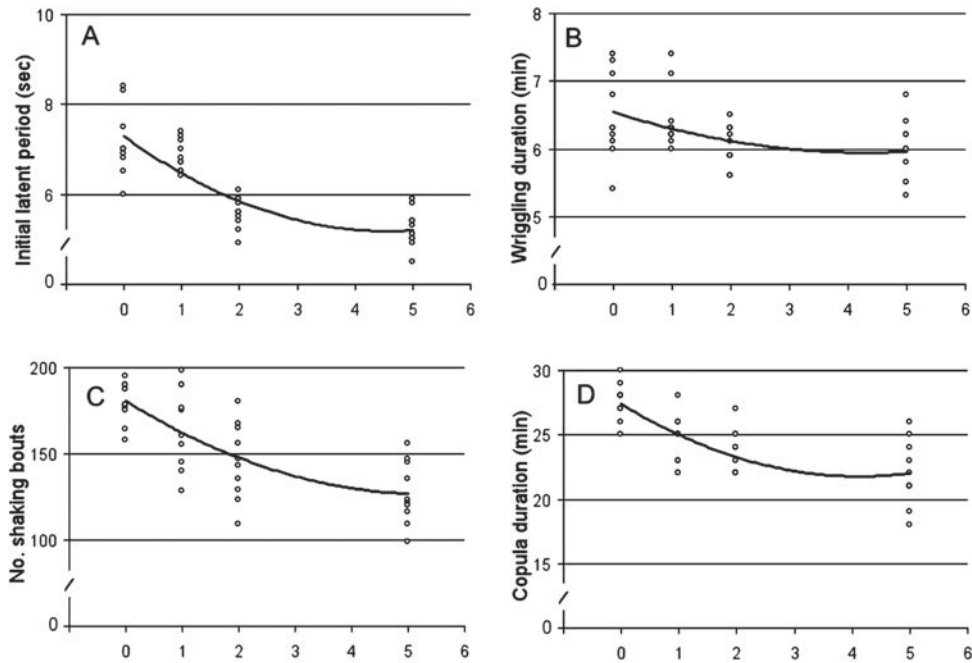 A
Initial latent period (sec)
10
8
6
0
0 1 2 3 4 5 6
B
Wriggling duration (min)
8
7
6
5
0
0 1 2 3 4 5 6
C
No. shaking bouts
200
150
100
0
0 1 2 3 4 5 6
D
Copula duration (min)
30
25
20
15
0
0 1 2 3 4 5 6